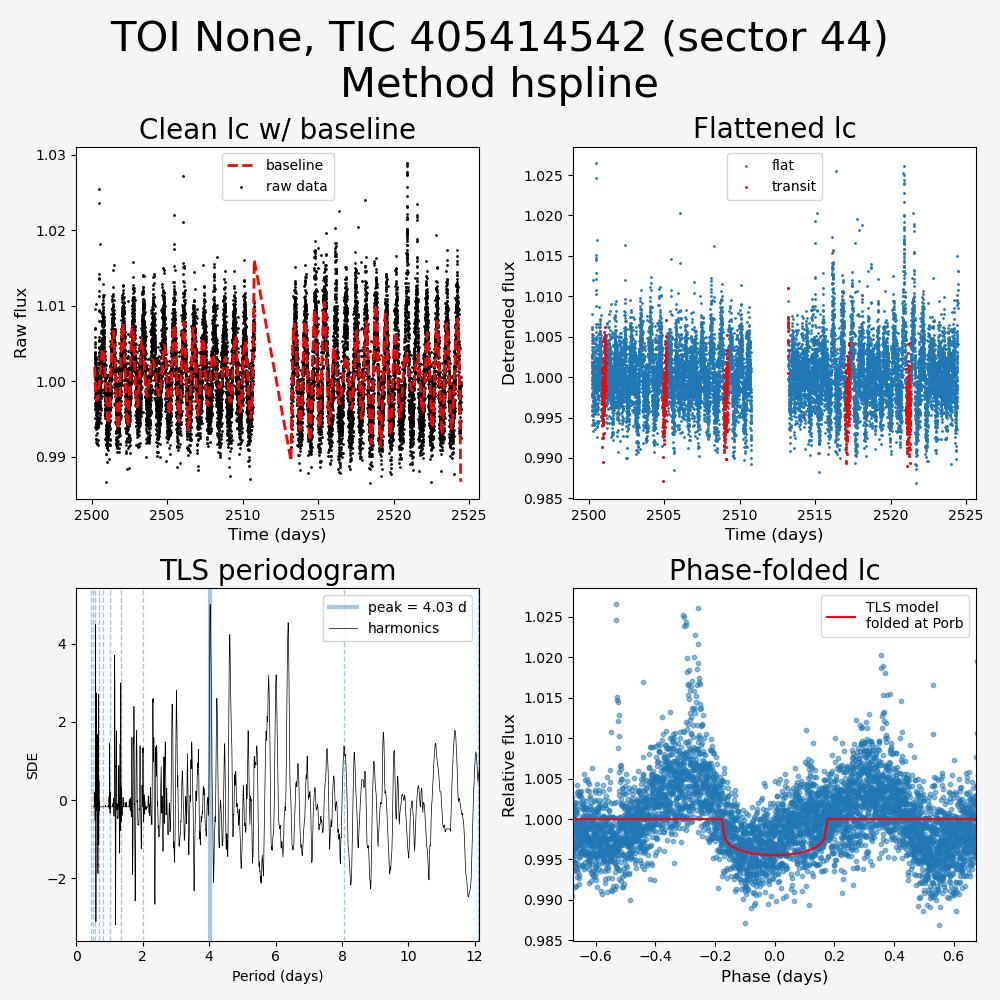 TOI None, TIC 405414542 (sector 44)
Method hspline
Clean lc w/ baseline
Flattened lc
baseline
raw data
flat
transit
1.03
1.02
1.01
1.00
0.99
Raw flux
2500
2505
2510
2515
2520
2525
Time (days)
1.025
1.020
1.015
1.010
1.005
1.000
0.995
0.990
0.985
Detrended flux
2500
2505
2510
2515
2520
2525
Time (days)
TLS periodogram
Phase-folded lc
peak = 4.03 d
harmonics
4
2
0
−2
SDE
0
2
4
6
8
10
12
Period (days)
TLS model
folded at Porb
1.025
1.020
1.015
1.010
1.005
1.000
0.995
0.990
0.985
Relative flux
−0.6
−0.4
−0.2
0.0
0.2
0.4
0.6
Phase (days)